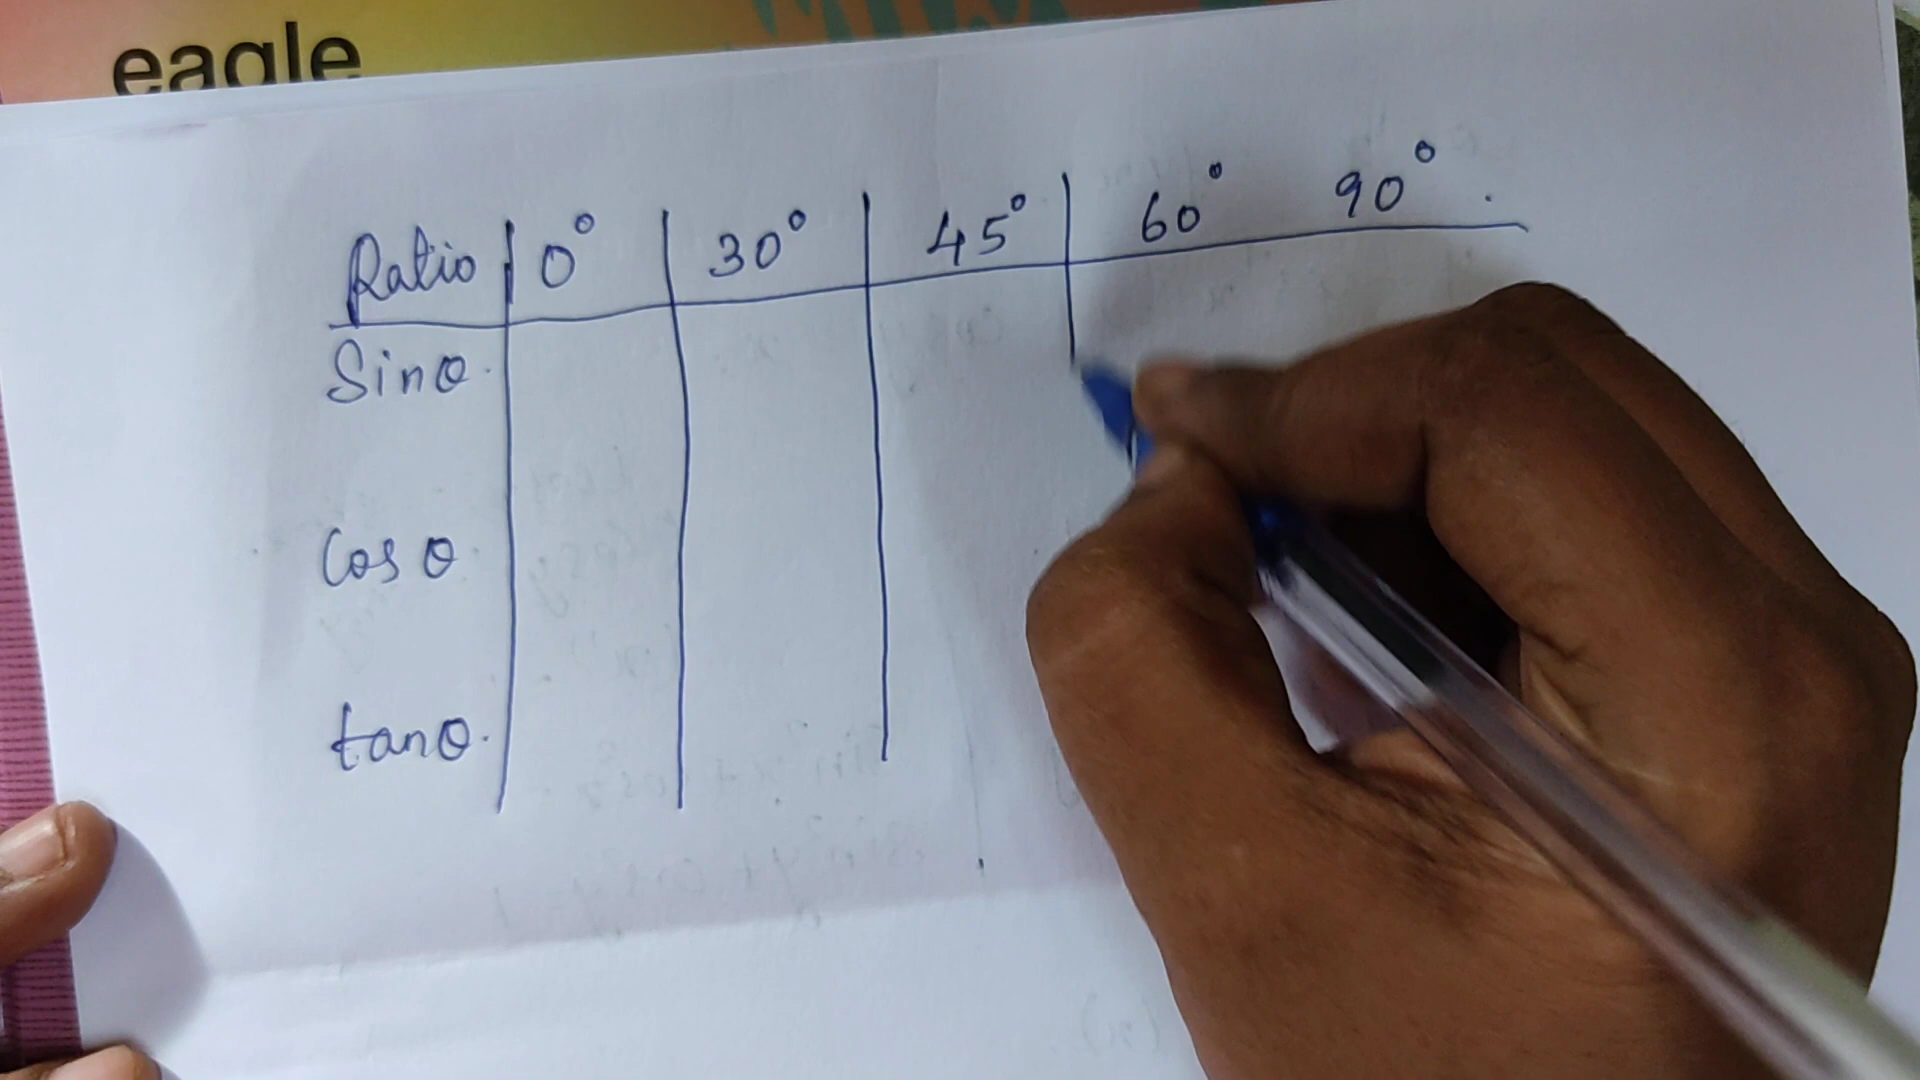 eagle
Ratio 0° 30° 45° 60° 90°.
Sinθ.
Cosθ.
tanθ.